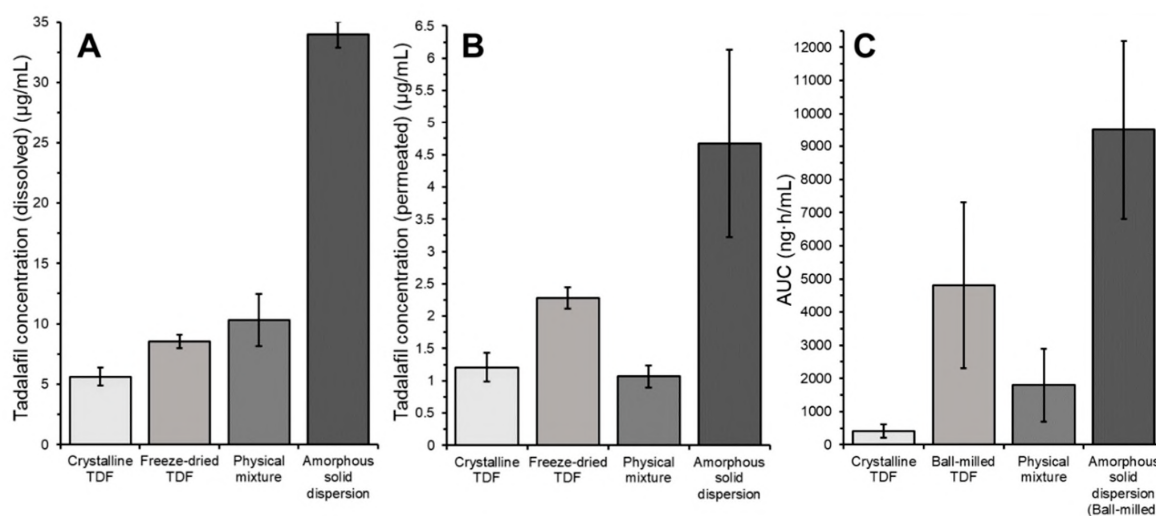 A
Tadalafil concentration (dissolved) (µg/mL)
35
30
25
20
15
10
5
0
Crystalline
TDF
Freeze-dried
TDF
Physical
mixture
Amorphous
solid
dispersion
B
Tadalafil concentration (permeated) (µg/mL)
6.5
6
5.5
5
4.5
4
3.5
3
2.5
2
1.5
1
0.5
0
Crystalline
TDF
Freeze-dried
TDF
Physical
mixture
Amorphous
solid
dispersion
C
AUC (ng·h/mL)
12000
11000
10000
9000
8000
7000
6000
5000
4000
3000
2000
1000
0
Crystalline
TDF
Ball-milled
TDF
Physical
mixture
Amorphous
solid
dispersion
(Ball-milled